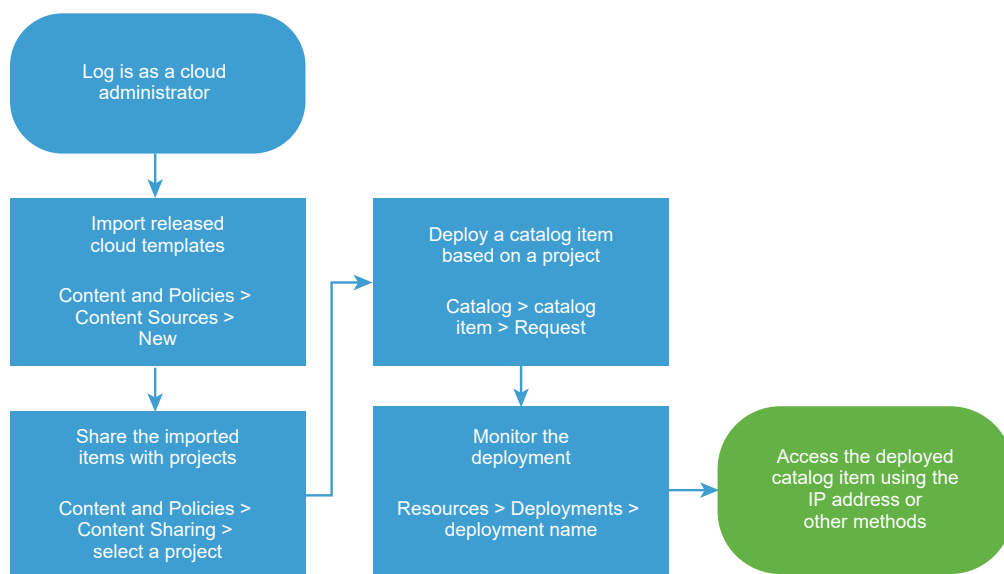 Log is as a cloud
administrator
Import released
cloud templates
Content and Policies >
Content Sources >
New
Share the imported
items with projects
Content and Policies >
Content Sharing >
select a project
Deploy a catalog item
based on a project
Catalog > catalog
item > Request
Monitor the
deployment
Resources > Deployments >
deployment name
Access the deployed
catalog item using the
IP address or
other methods